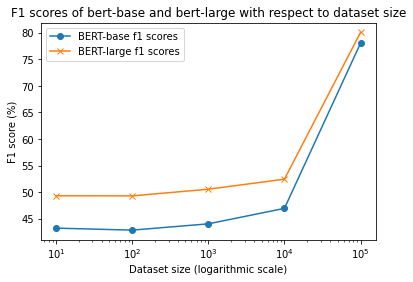 F1 scores of bert-base and bert-large with respect to dataset size
BERT-base f1 scores
BERT-large f1 scores
80
75
70
65
60
55
50
45
F1 score (%)
10¹ 10² 10³ 10⁴ 10⁵
Dataset size (logarithmic scale)